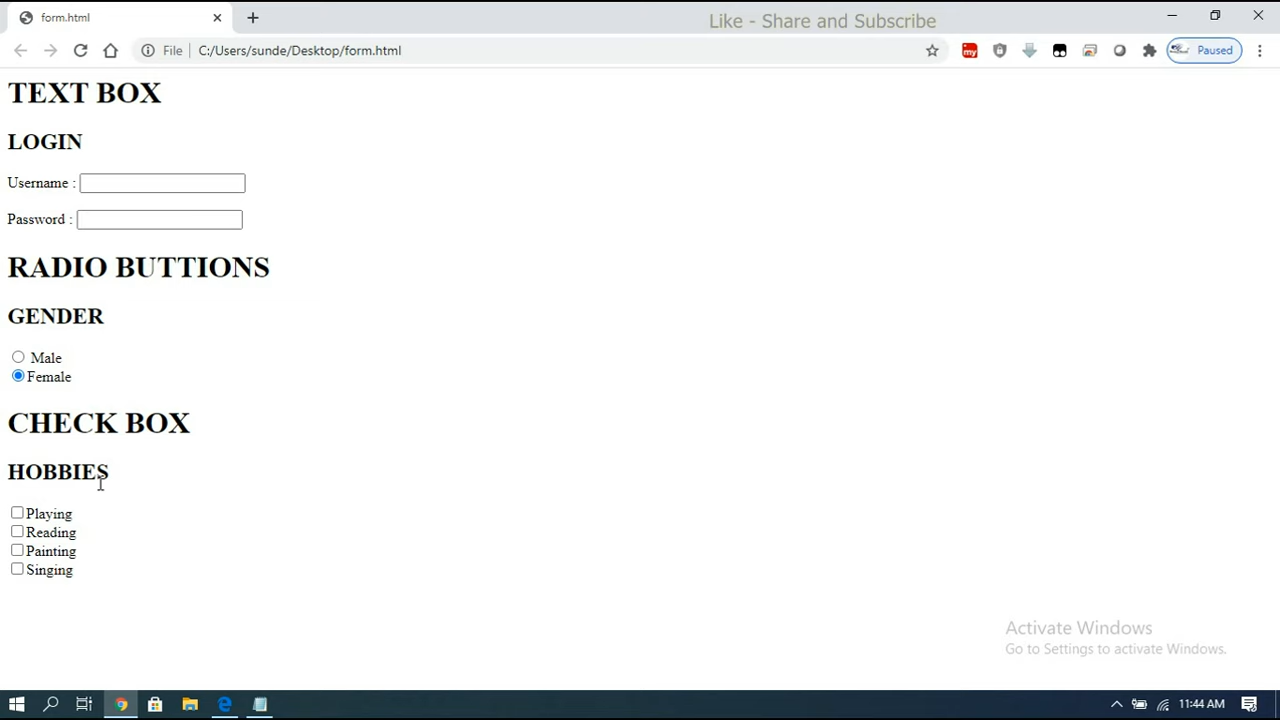 form.html
Like - Share and Subscribe
File C:/Users/sunde/Desktop/form.html
my
Paused
TEXT BOX
LOGIN
Username :
Password :
RADIO BUTTIONS
GENDER
Male
Female
CHECK BOX
HOBBIES
Playing
Reading
Painting
Singing
Activate Windows
Go to Settings to activate Windows.
11:44 AM